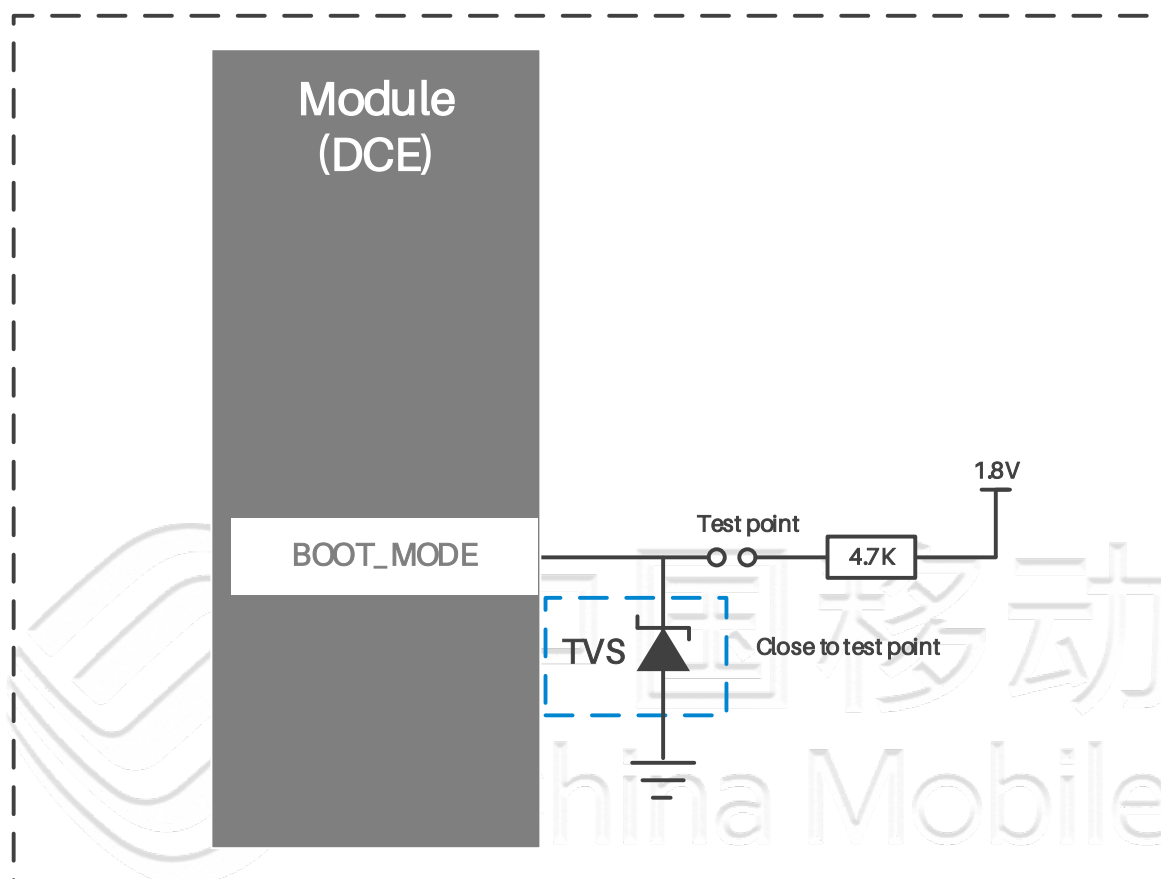 Module
(DCE)
1.8V
Test point
BOOT_MODE
4.7K
TVS
Close to test point
中国移动
China Mobile